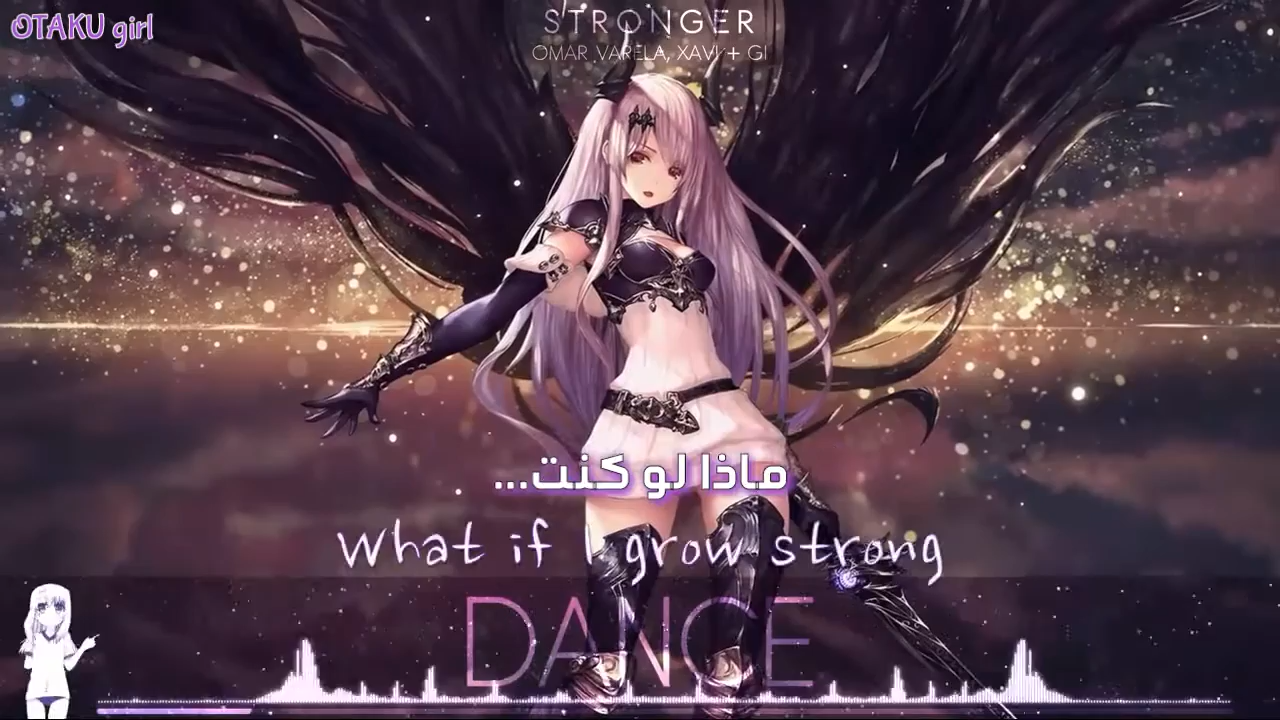 OTAKU girl
STRONGER
OMAR VARELA, XAVI + GI
ماذا لو كنت...
What if I grow strong
DANCE